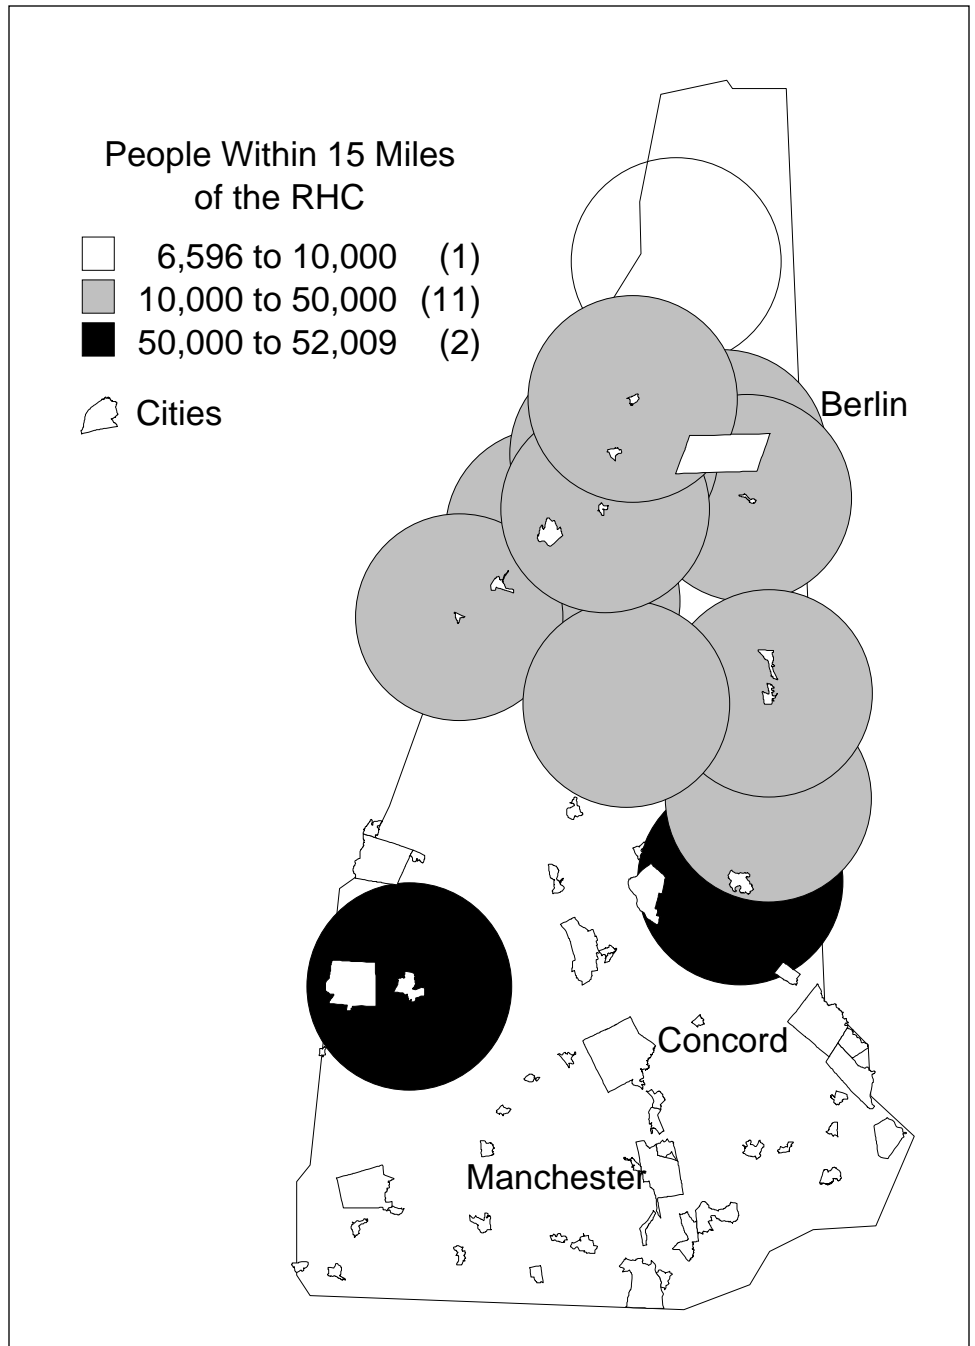 People Within 15 Miles
of the RHC
6,596 to 10,000 (1)
10,000 to 50,000 (11)
50,000 to 52,009 (2)
Cities
Berlin
Concord
Manchester